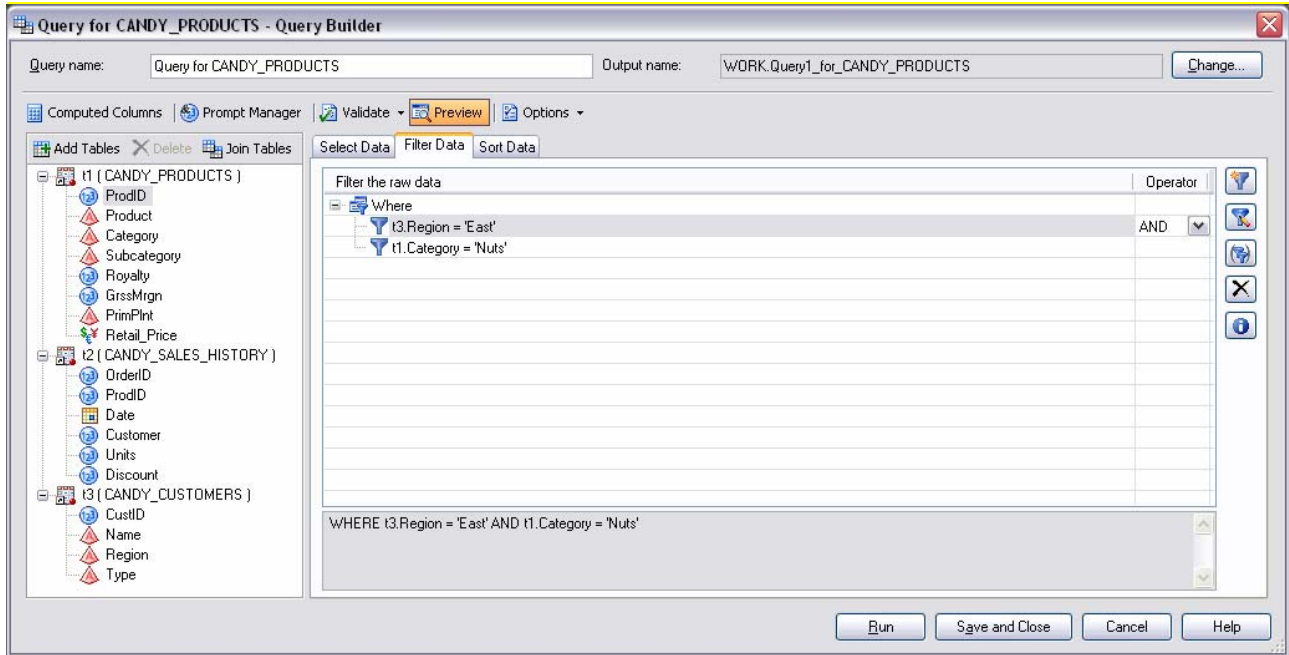 Query for CANDY_PRODUCTS - Query Builder
Query name: Query for CANDY_PRODUCTS Output name: WORK.Query1_for_CANDY_PRODUCTS Change...
Computed Columns Prompt Manager Validate Preview Options
Add Tables Delete Join Tables
t1 (CANDY_PRODUCTS)
ProdID
Product
Category
Subcategory
Royalty
GrssMrgn
PrimPlnt
Retail_Price
t2 (CANDY_SALES_HISTORY)
OrderID
ProdID
Date
Customer
Units
Discount
t3 (CANDY_CUSTOMERS)
CustID
Name
Region
Type
Select Data Filter Data Sort Data
Filter the raw data Operator
Where
t3.Region = 'East' AND
t1.Category = 'Nuts'
WHERE t3.Region = 'East' AND t1.Category = 'Nuts'
Run Save and Close Cancel Help